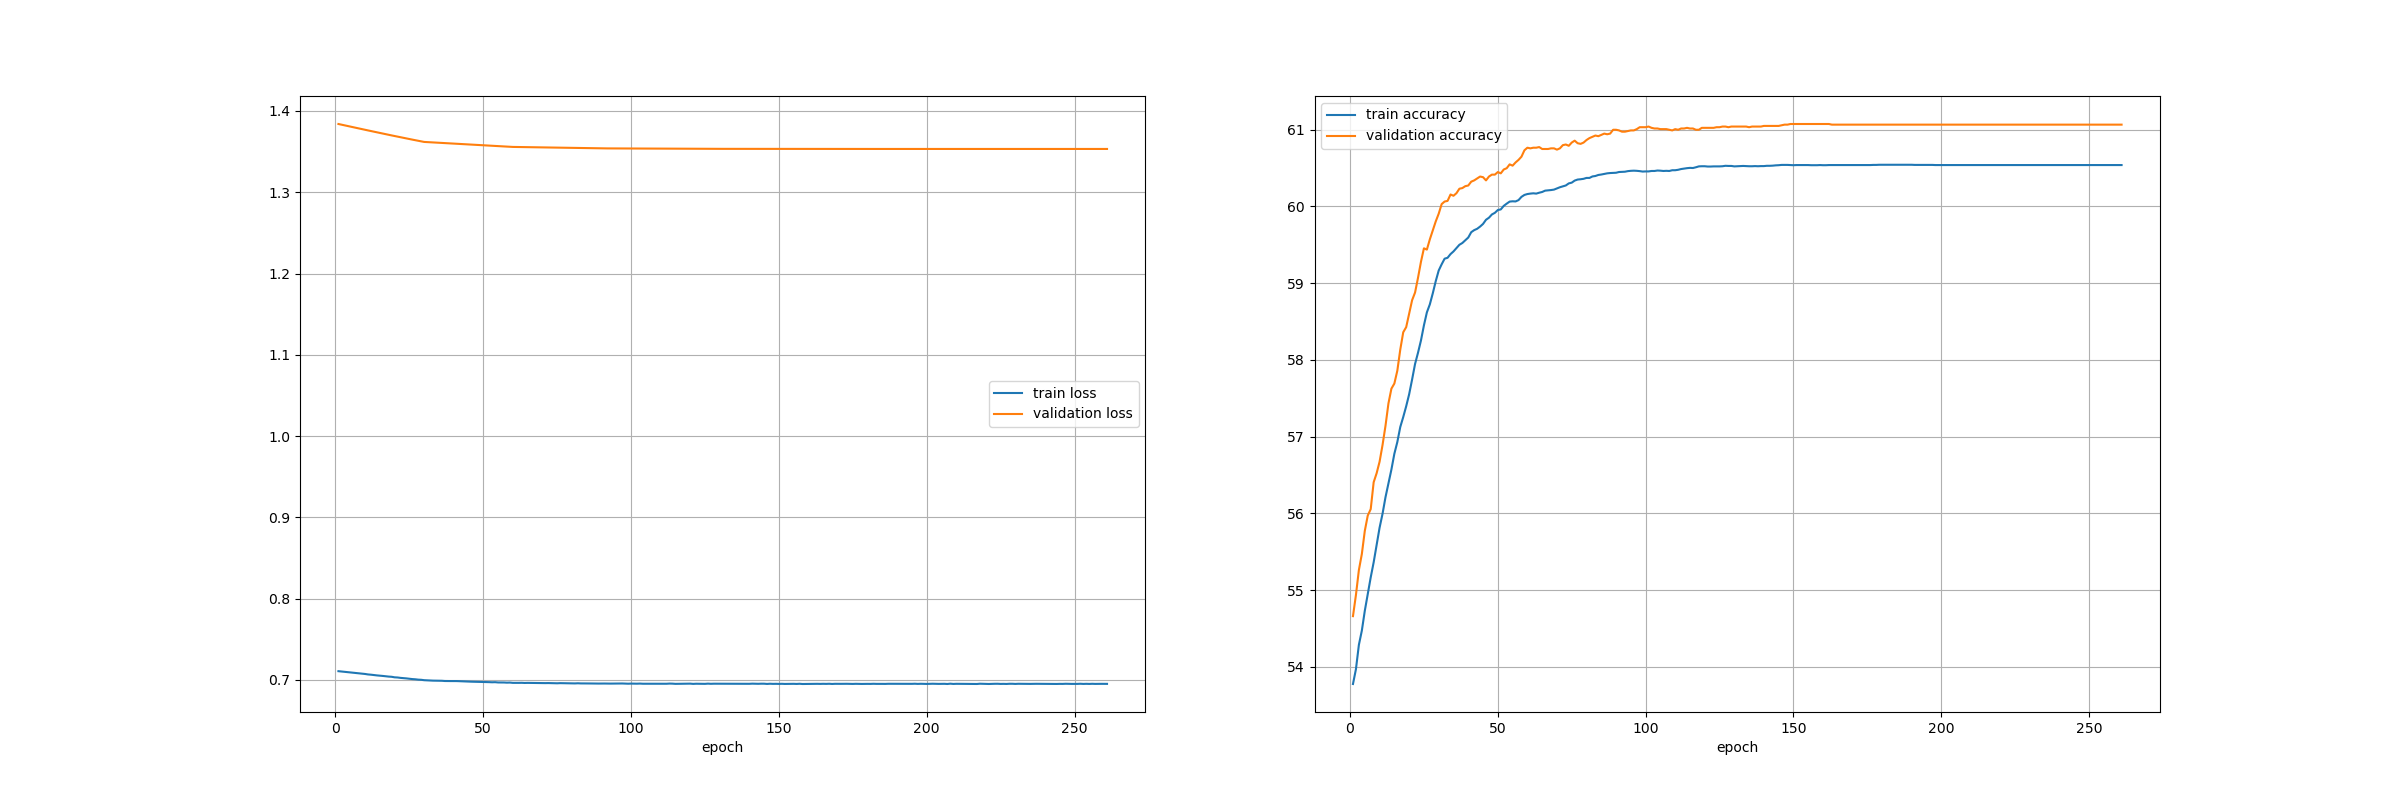 1.4
1.3
1.2
1.1
1.0
0.9
0.8
0.7
train loss
validation loss
0 50 100 150 200 250
epoch
train accuracy
validation accuracy
61
60
59
58
57
56
55
54
0 50 100 150 200 250
epoch